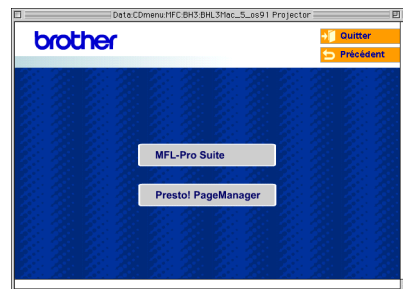 Data:CDmenu:MFC:BH3:BHL3Mac_5_os91 Projector
brother
Quitter
Précédent
MFL-Pro Suite
Presto! PageManager